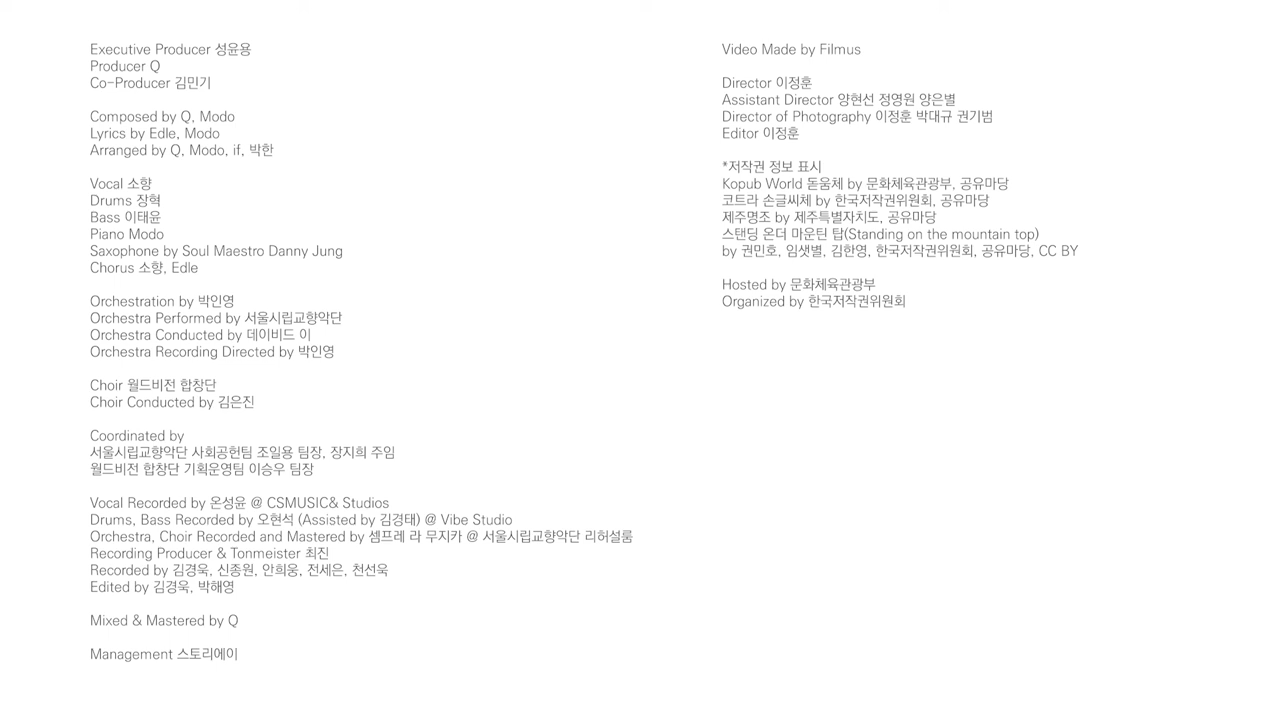 Executive Producer 성윤용
Producer Q
Co-Producer 김민기
Composed by Q, Modo
Lyrics by Edle, Modo
Arranged by Q, Modo, if, 박한
Vocal 소향
Drums 장혁
Bass 이태윤
Piano Modo
Saxophone by Soul Maestro Danny Jung
Chorus 소향, Edle
Orchestration by 박인영
Orchestra Performed by 서울시립교향악단
Orchestra Conducted by 데이비드 이
Orchestra Recording Directed by 박인영
Choir 월드비전 합창단
Choir Conducted by 김은진
Coordinated by
서울시립교향악단 사회공헌팀 조일용 팀장, 장지희 주임
월드비전 합창단 기획운영팀 이승우 팀장
Vocal Recorded by 온성윤 @ CSMUSIC& Studios
Drums, Bass Recorded by 오현석 (Assisted by 김경태) @ Vibe Studio
Orchestra, Choir Recorded and Mastered by 셈프레 라 무지카 @ 서울시립교향악단 리허설룸
Recording Producer & Tonmeister 최진
Recorded by 김경욱, 신종원, 안희웅, 전세은, 천선욱
Edited by 김경욱, 박해영
Mixed & Mastered by Q
Management 스토리에이
Video Made by Filmus
Director 이정훈
Assistant Director 양현선 정영원 양은별
Director of Photography 이정훈 박대규 권기범
Editor 이정훈
*저작권 정보 표시
Kopub World 돋움체 by 문화체육관광부, 공유마당
코트라 손글씨체 by 한국저작권위원회, 공유마당
제주명조 by 제주특별자치도, 공유마당
스탠딩 온더 마운틴 탑(Standing on the mountain top)
by 권민호, 임샛별, 김한영, 한국저작권위원회, 공유마당, CC BY
Hosted by 문화체육관광부
Organized by 한국저작권위원회